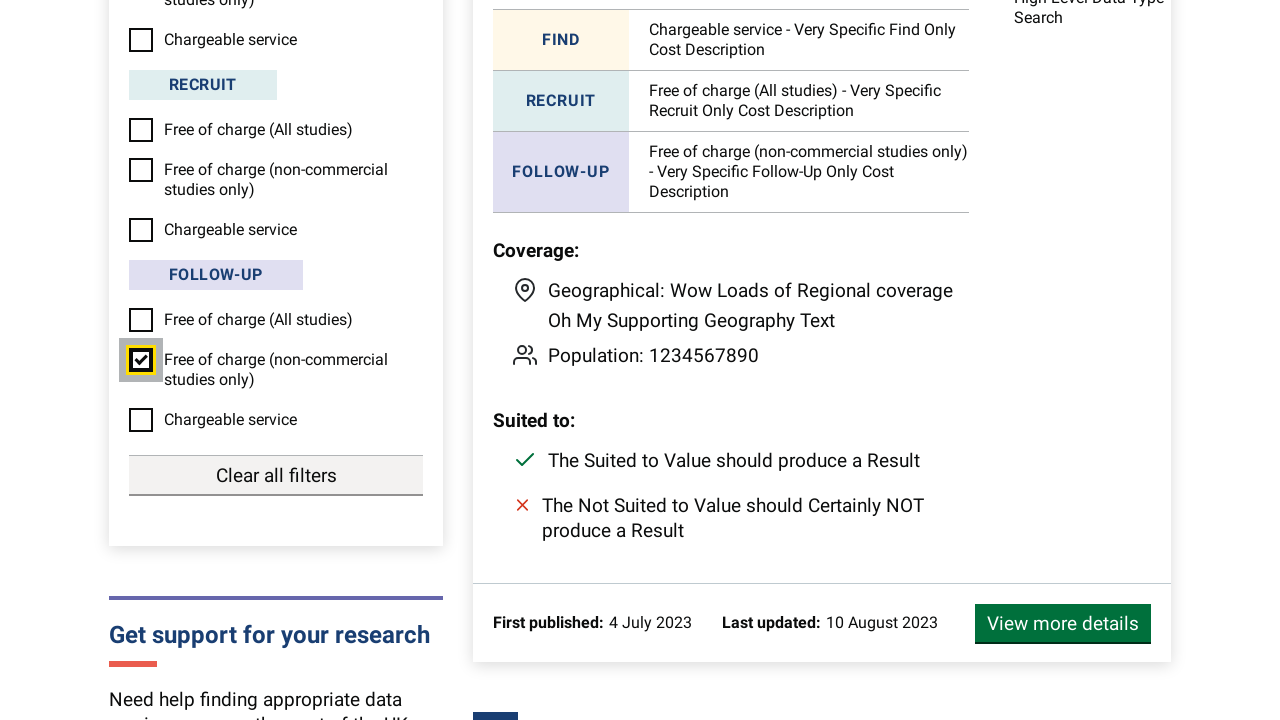 Chargeable service
RECRUIT
Free of charge (All studies)
Free of charge (non-commercial
studies only)
Chargeable service
FOLLOW-UP
Free of charge (All studies)
Free of charge (non-commercial
studies only)
Chargeable service
Clear all filters
Get support for your research
Need help finding appropriate data
FIND
Chargeable service - Very Specific Find Only
Cost Description
RECRUIT
Free of charge (All studies) - Very Specific
Recruit Only Cost Description
FOLLOW-UP
Free of charge (non-commercial studies only)
- Very Specific Follow-Up Only Cost
Description
Coverage:
Geographical: Wow Loads of Regional coverage
Oh My Supporting Geography Text
Population: 1234567890
Suited to:
The Suited to Value should produce a Result
The Not Suited to Value should Certainly NOT
produce a Result
First published: 4 July 2023
Last updated: 10 August 2023
View more details
Search